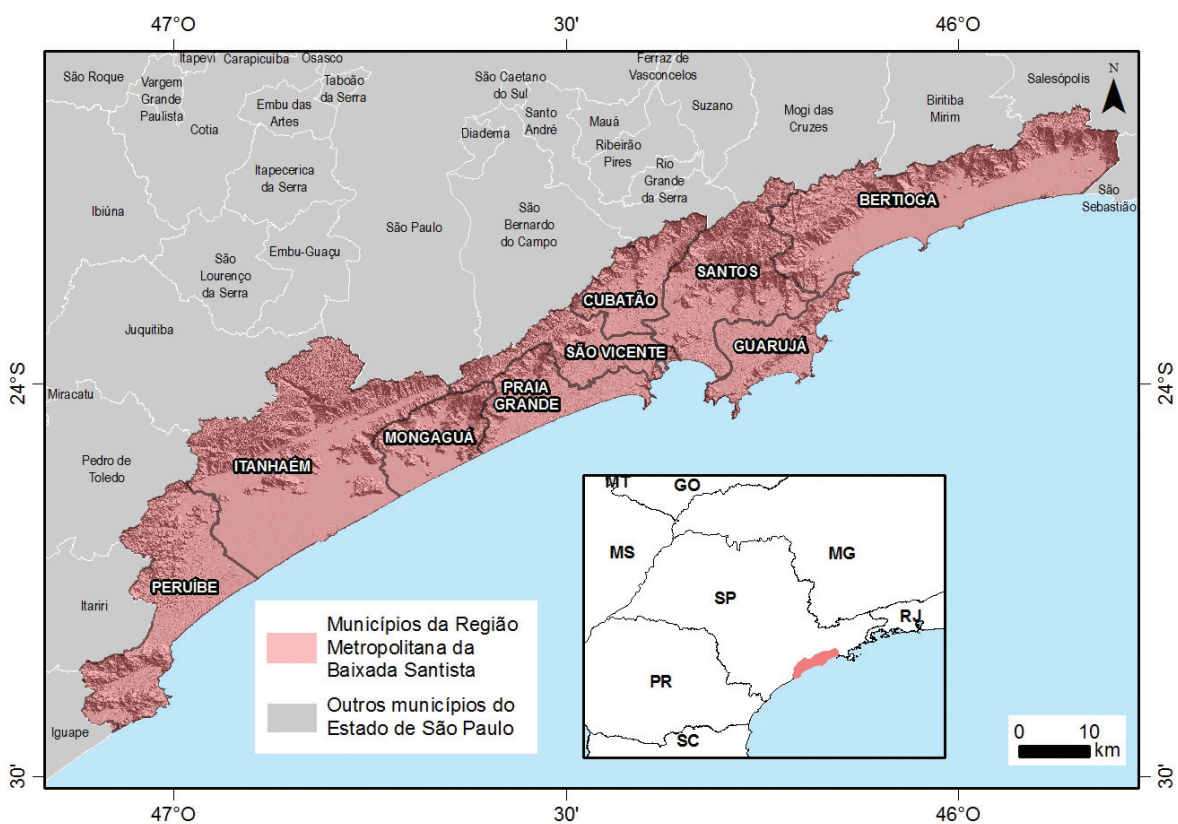 47°O
30'
46°O
24°S
30'
24°S
30'
47°O
30'
46°O
N
São Roque
Itapevi
Carapicuíba
Osasco
Vargem
Grande
Paulista
Cotia
Embu das
Artes
Taboão
da Serra
Itapecerica
da Serra
Ibiúna
São
Lourenço
da Serra
Embu-Guaçu
São Paulo
Juquitiba
Miracatu
Pedro de
Toledo
Itariri
Iguape
São Caetano
do Sul
Santo
André
Diadema
São
Bernardo
do Campo
Mauá
Ribeirão
Pires
Rio
Grande
da Serra
Ferraz de
Vasconcelos
Suzano
Mogi das
Cruzes
Biritiba
Mirim
Salesópolis
São
Sebastião
BERTIOGA
SANTOS
CUBATÃO
GUARUJÁ
SÃO VICENTE
PRAIA
GRANDE
MONGAGUÁ
ITANHAÉM
PERUÍBE
Municípios da Região
Metropolitana da
Baixada Santista
Outros municípios do
Estado de São Paulo
MT
GO
MS
MG
SP
RJ
PR
SC
0 10
km